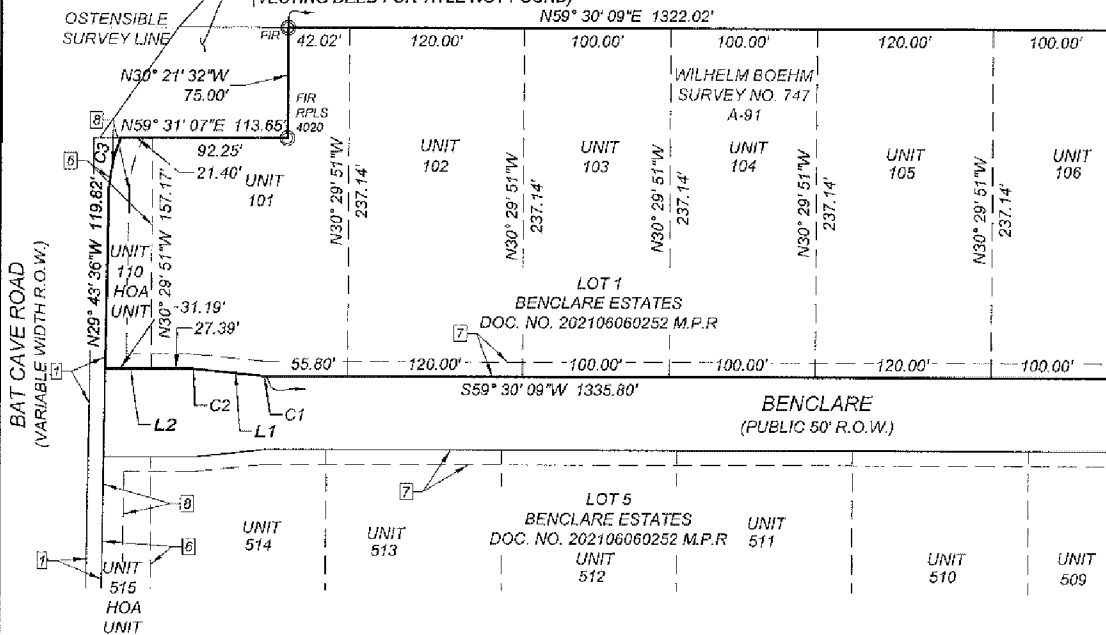 OSTENSIBLE
SURVEY LINE
FIR
N59° 30' 09"E 1322.02'
42.02'
120.00'
100.00'
100.00'
120.00'
100.00'
N30° 21' 32"W
75.00'
FIR
RPLS
4020
WILHELM BOEHM
SURVEY NO. 747
A-91
8
N59° 31' 07"E 113.65'
6
C3
92.25'
21.40'
UNIT
101
UNIT
102
UNIT
103
UNIT
104
UNIT
105
UNIT
106
N30° 29' 51"W
237.14'
N30° 29' 51"W
237.14'
N30° 29' 51"W
237.14'
N30° 29' 51"W
237.14'
N30° 29' 51"W
237.14'
BAT CAVE ROAD
(VARIABLE WIDTH R.O.W.)
N29° 43' 36"W 119.82'
N30° 29' 51"W 157.17'
UNIT
110
HOA
UNIT
31.19'
27.39'
LOT 1
BENCLARE ESTATES
DOC. NO. 202106060252 M.P.R
7
1
55.80'
120.00'
100.00'
100.00'
120.00'
100.00'
S59° 30' 09"W 1335.80'
L2
C2
L1
C1
BENCLARE
(PUBLIC 50' R.O.W.)
7
8
LOT 5
BENCLARE ESTATES
DOC. NO. 202106060252 M.P.R
UNIT
514
UNIT
513
UNIT
512
UNIT
511
UNIT
510
UNIT
509
1
6
UNIT
515
HOA
UNIT